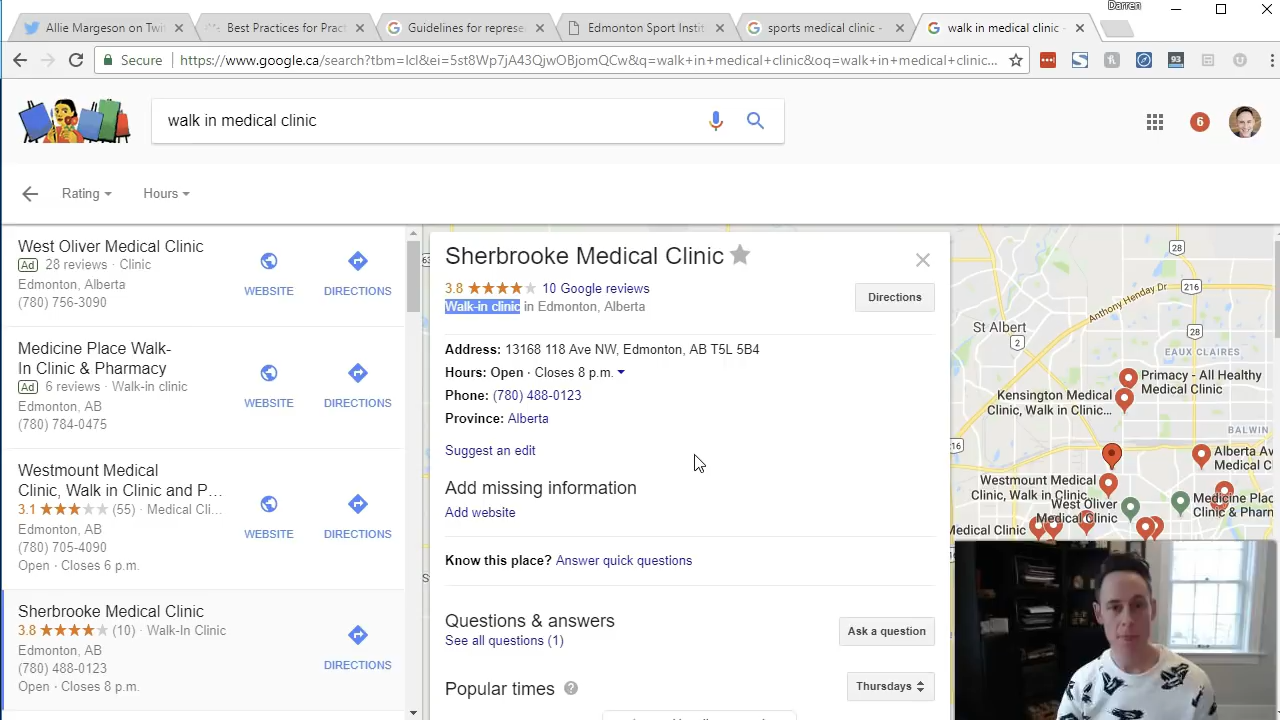 Darren
Allie Margeson on Twi
Best Practices for Pract
Guidelines for represe
Edmonton Sport Insti
sports medical clinic -
walk in medical clinic -
Secure
https://www.google.ca/search?tbm=lcl&ei=5st8Wp7jA43QjwOBjomQCw&q=walk+in+medical+clinic&oq=walk+in+medical+clinic...
93
walk in medical clinic
6
Rating
Hours
West Oliver Medical Clinic
Ad 28 reviews · Clinic
Edmonton, Alberta
(780) 756-3090
WEBSITE
DIRECTIONS
Medicine Place Walk-
In Clinic & Pharmacy
Ad 6 reviews · Walk-in clinic
Edmonton, AB
(780) 784-0475
WEBSITE
DIRECTIONS
Westmount Medical
Clinic, Walk in Clinic and P...
3.1 (55) · Medical Cli...
Edmonton, AB
(780) 705-4090
Open · Closes 6 p.m.
WEBSITE
DIRECTIONS
Sherbrooke Medical Clinic
3.8 (10) · Walk-In Clinic
Edmonton, AB
(780) 488-0123
Open · Closes 8 p.m.
DIRECTIONS
Sherbrooke Medical Clinic
3.8 10 Google reviews
Walk-in clinic in Edmonton, Alberta
Directions
Address: 13168 118 Ave NW, Edmonton, AB T5L 5B4
Hours: Open · Closes 8 p.m.
Phone: (780) 488-0123
Province: Alberta
Suggest an edit
Add missing information
Add website
Know this place? Answer quick questions
Questions & answers
See all questions (1)
Ask a question
Popular times
Thursdays
28
216
Anthony Henday Dr
St Albert
2
28
EAUX CLAIRES
Primacy - All Healthy
Medical Clinic
Kensington Medical
Clinic, Walk in Clinic...
BALWIN
16
Alberta Av
Medical C
Westmount Medical
Clinic, Walk in Clinic...
West Oliver
Medical Clinic
Medicine Plac
Clinic & Pharn
Medical Clinic